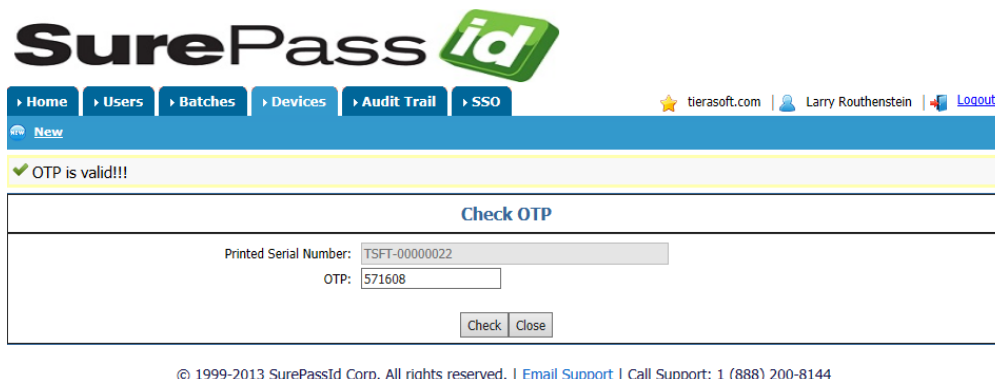 SurePass id
Home Users Batches Devices Audit Trail SSO tierasoft.com | Larry Routhenstein | Logout
NEW New
OTP is valid!!!
Check OTP
Printed Serial Number: TSFT-00000022
OTP: 571608
Check Close
© 1999-2013 SurePassId Corp. All rights reserved. | Email Support | Call Support: 1 (888) 200-8144